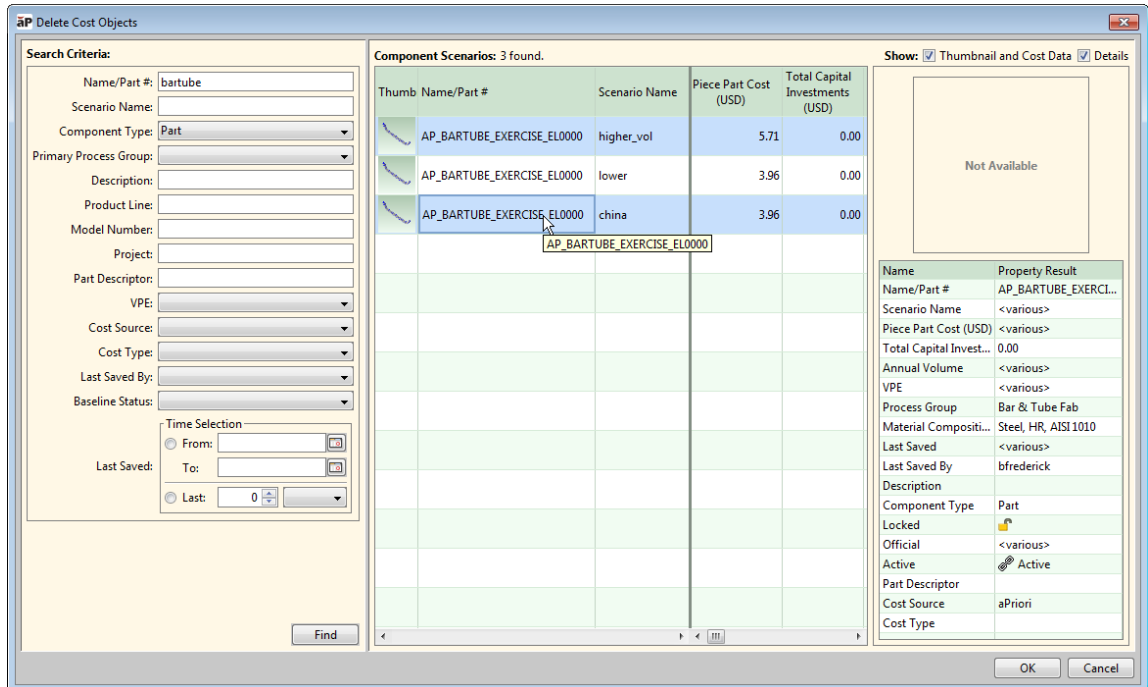 aP Delete Cost Objects
Search Criteria:
Name/Part #: bartube
Scenario Name:
Component Type: Part
Primary Process Group:
Description:
Product Line:
Model Number:
Project:
Part Descriptor:
VPE:
Cost Source:
Cost Type:
Last Saved By:
Baseline Status:
Time Selection
From:
Last Saved:
To:
Last: 0
Find
Component Scenarios: 3 found.
Show: Thumbnail and Cost Data Details
Thumb Name/Part # Scenario Name Piece Part Cost (USD) Total Capital Investments (USD)
AP_BARTUBE_EXERCISE_EL0000 higher_vol 5.71 0.00
AP_BARTUBE_EXERCISE_EL0000 lower 3.96 0.00
AP_BARTUBE_EXERCISE_EL0000 china 3.96 0.00
AP_BARTUBE_EXERCISE_EL0000
Not Available
Name Property Result
Name/Part # AP_BARTUBE_EXERCI...
Scenario Name <various>
Piece Part Cost (USD) <various>
Total Capital Invest... 0.00
Annual Volume <various>
VPE <various>
Process Group Bar & Tube Fab
Material Compositi... Steel, HR, AISI 1010
Last Saved <various>
Last Saved By bfrederick
Description
Component Type Part
Locked
Official <various>
Active Active
Part Descriptor
Cost Source aPriori
Cost Type
OK Cancel